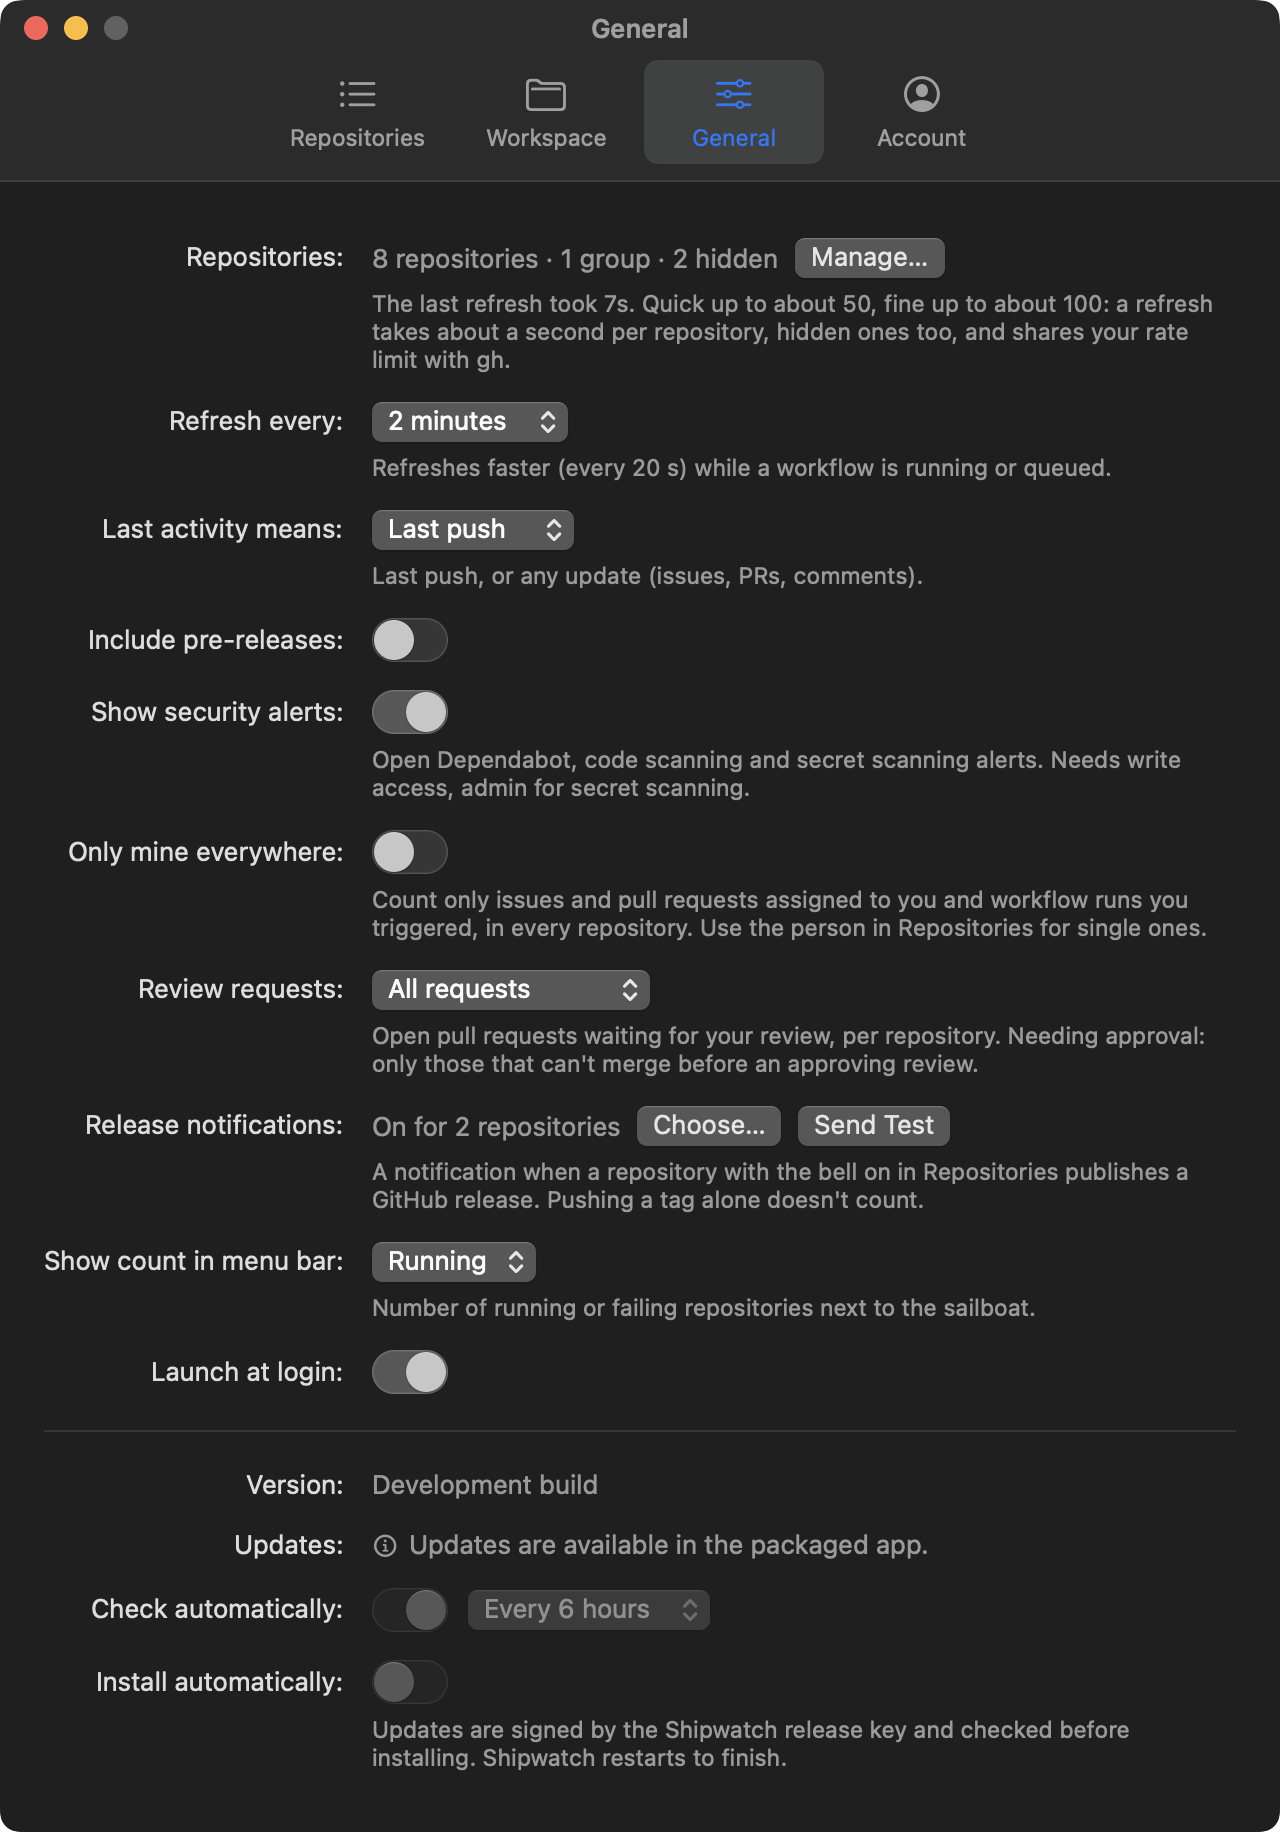 General
Repositories
Workspace
General
Account
Repositories: 8 repositories · 1 group · 2 hidden Manage...
The last refresh took 7s. Quick up to about 50, fine up to about 100: a refresh
takes about a second per repository, hidden ones too, and shares your rate
limit with gh.
Refresh every: 2 minutes
Refreshes faster (every 20 s) while a workflow is running or queued.
Last activity means: Last push
Last push, or any update (issues, PRs, comments).
Include pre-releases:
Show security alerts:
Open Dependabot, code scanning and secret scanning alerts. Needs write
access, admin for secret scanning.
Only mine everywhere:
Count only issues and pull requests assigned to you and workflow runs you
triggered, in every repository. Use the person in Repositories for single ones.
Review requests: All requests
Open pull requests waiting for your review, per repository. Needing approval:
only those that can't merge before an approving review.
Release notifications: On for 2 repositories Choose... Send Test
A notification when a repository with the bell on in Repositories publishes a
GitHub release. Pushing a tag alone doesn't count.
Show count in menu bar: Running
Number of running or failing repositories next to the sailboat.
Launch at login:
Version: Development build
Updates: Updates are available in the packaged app.
Check automatically: Every 6 hours
Install automatically:
Updates are signed by the Shipwatch release key and checked before
installing. Shipwatch restarts to finish.